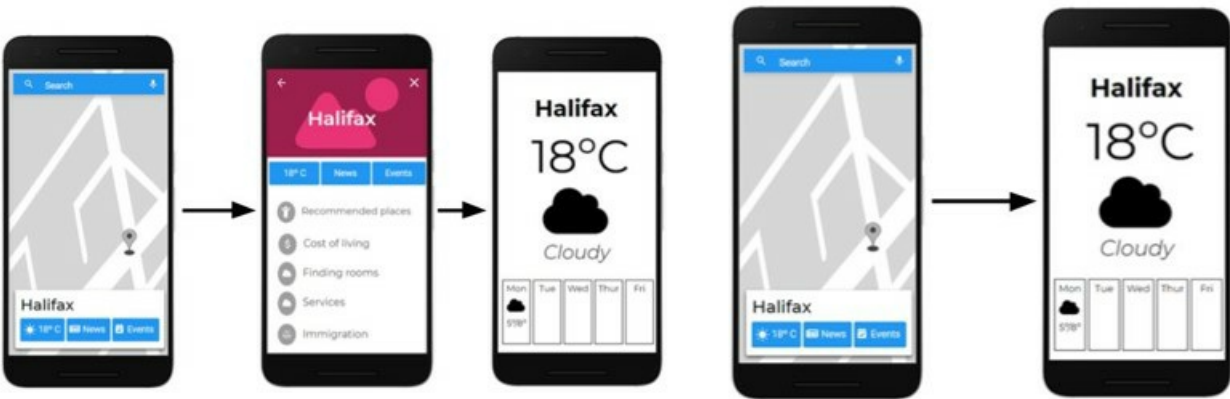 Search
Halifax
18° C News Events
Halifax
18° C News Events
Recommended places
Cost of living
Finding rooms
Services
Immigration
Halifax
18°C
Cloudy
Mon Tue Wed Thur Fri
Search
Halifax
18° C News Events
Halifax
18°C
Cloudy
Mon Tue Wed Thur Fri